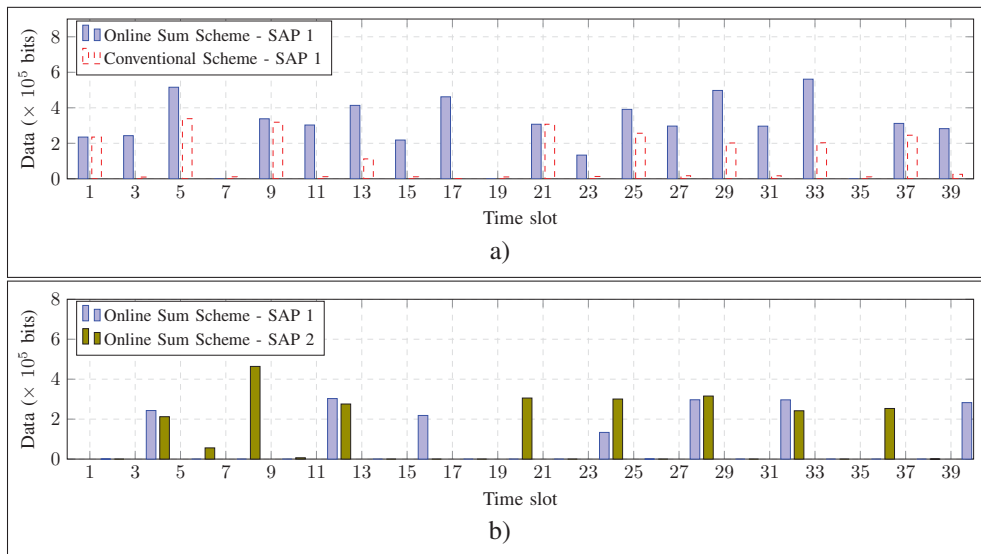 Online Sum Scheme - SAP 1
Conventional Scheme - SAP 1
Data (× 10⁵ bits)
8
6
4
2
0
1 3 5 7 9 11 13 15 17 19 21 23 25 27 29 31 33 35 37 39
Time slot
a)
Online Sum Scheme - SAP 1
Online Sum Scheme - SAP 2
Data (× 10⁵ bits)
8
6
4
2
0
1 3 5 7 9 11 13 15 17 19 21 23 25 27 29 31 33 35 37 39
Time slot
b)